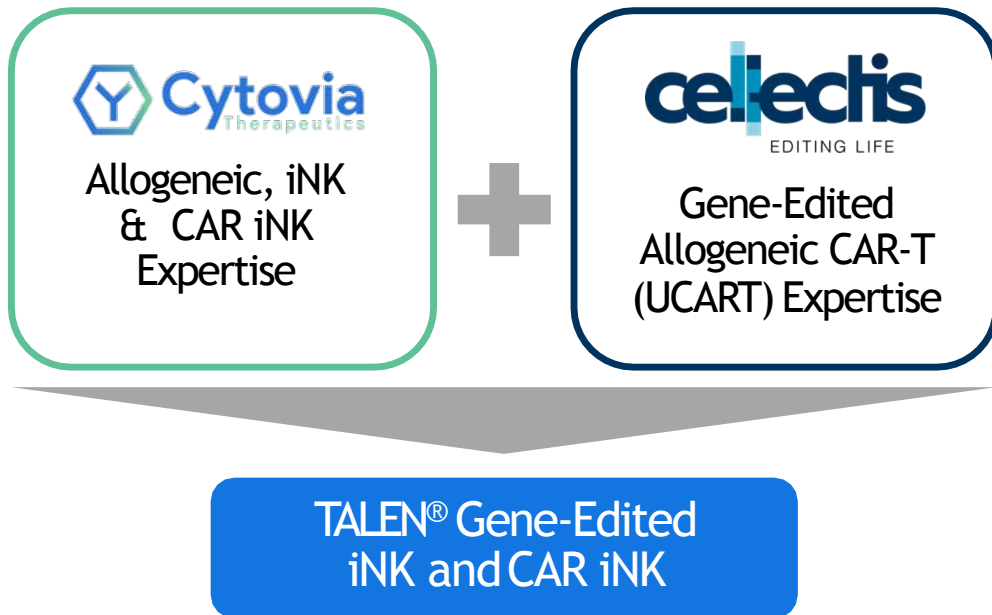 Cytovia
Therapeutics
Allogeneic, iNK
& CAR iNK
Expertise
cellectis
EDITING LIFE
Gene-Edited
Allogeneic CAR-T
(UCART) Expertise
TALEN® Gene-Edited
iNK and CAR iNK